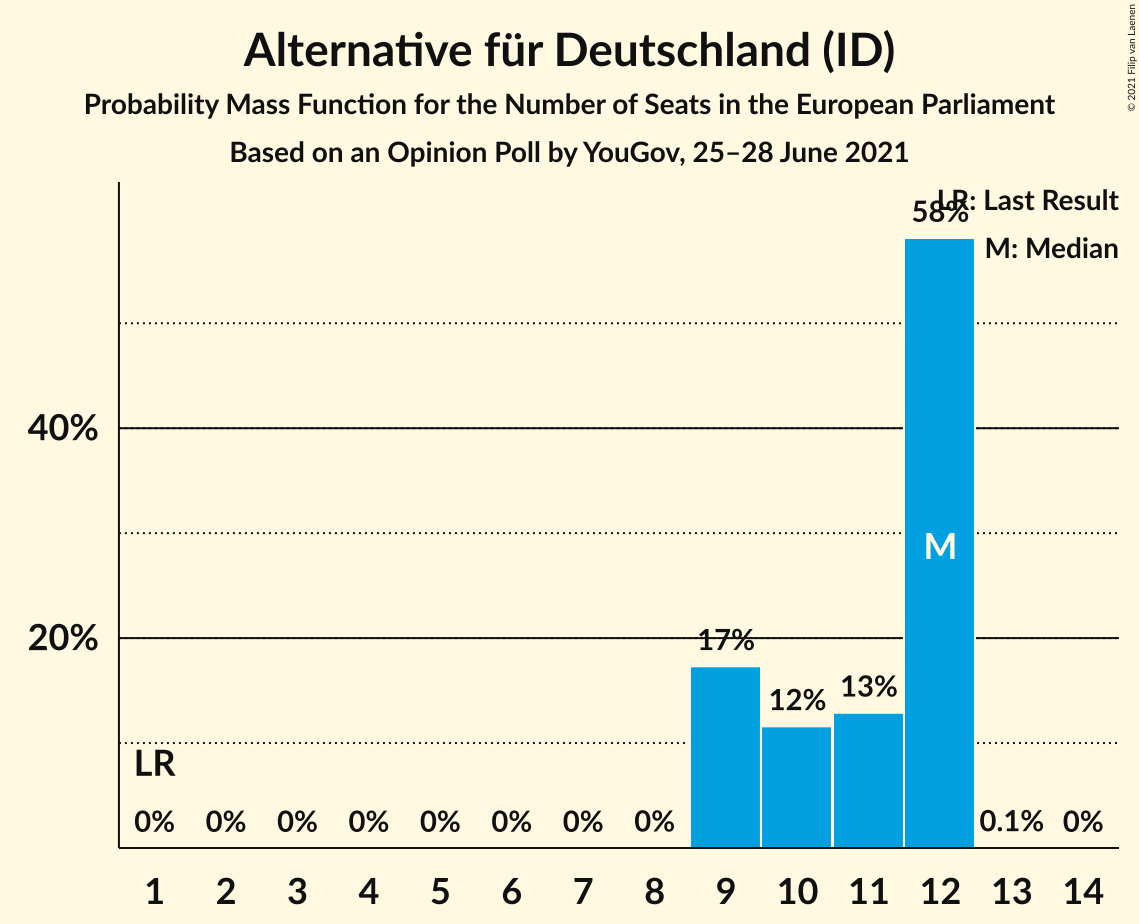 Alternative für Deutschland (ID)
Probability Mass Function for the Number of Seats in the European Parliament
Based on an Opinion Poll by YouGov, 25–28 June 2021
© 2021 Filip van Laenen
LR: Last Result
M: Median
58%
40%
M
20%
17%
12%
13%
LR
0% 0% 0% 0% 0% 0% 0% 0% 0.1% 0%
1 2 3 4 5 6 7 8 9 10 11 12 13 14